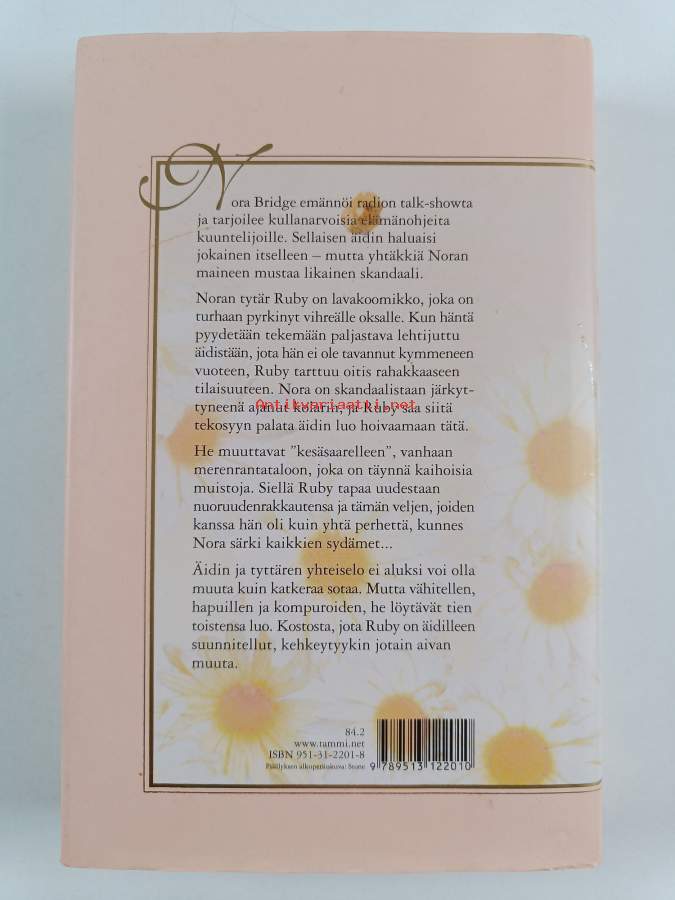 Nora Bridge emännöi radion talk-showta
ja tarjoilee kullanarvoisia elämänohjeita
kuuntelijoille. Sellaisen äidin haluaisi
jokainen itselleen – mutta yhtäkkiä Noran
maineen mustaa likainen skandaali.
Noran tytär Ruby on lavakoomikko, joka on
turhaan pyrkinyt vihreälle oksalle. Kun häntä
pyydetään tekemään paljastava lehtijuttu
äidistään, jota hän ei ole tavannut kymmeneen
vuoteen, Ruby tarttuu oitis rahakkaaseen
tilaisuuteen. Nora on skandaalistaan järkyt-
Antikvariaatti.net
tyneenä ajanut kolarin, ja Ruby saa siitä
tekosyyn palata äidin luo hoivaamaan tätä.
He muuttavat "kesäsaarelleen", vanhaan
merenrantataloon, joka on täynnä kaihoisia
muistoja. Siellä Ruby tapaa uudestaan
nuoruudenrakkautensa ja tämän veljen, joiden
kanssa hän oli kuin yhtä perhettä, kunnes
Nora särki kaikkien sydämet...
Äidin ja tyttären yhteiselo ei aluksi voi olla
muuta kuin katkeraa sotaa. Mutta vähitellen,
hapuillen ja kompuroiden, he löytävät tien
toistensa luo. Kostosta, jota Ruby on äidilleen
suunnitellut, kehkeytyykin jotain aivan
muuta.
84.2
www.tammi.net
ISBN 951-31-2201-8
Päällyksen alkuperäiskuva: Stone
9 789513 122010